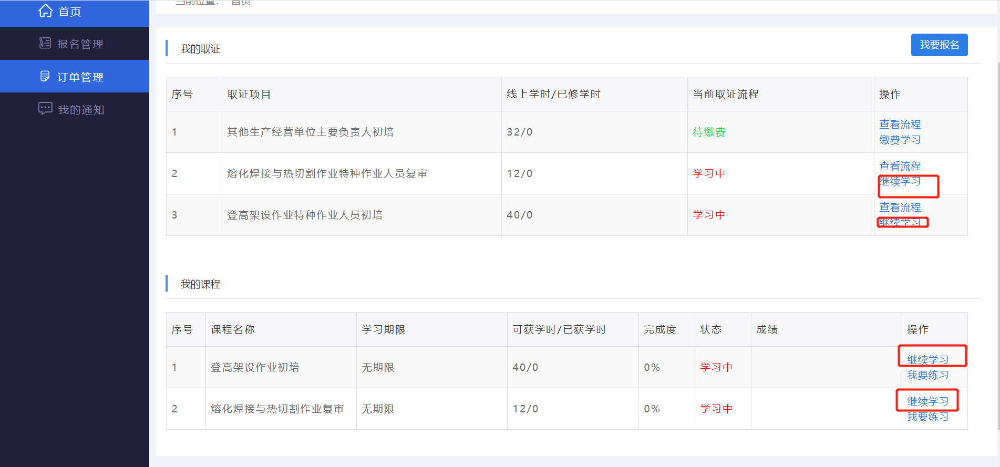 首页
报名管理
订单管理
我的通知
当前位置： 首页
我的取证
我要报名
序号 取证项目 线上学时/已修学时 当前取证流程 操作
1 其他生产经营单位主要负责人初培 32/0 待缴费 查看流程
缴费学习
2 熔化焊接与热切割作业特种作业人员复审 12/0 学习中 查看流程
继续学习
3 登高架设作业特种作业人员初培 40/0 学习中 查看流程
继续学习
我的课程
序号 课程名称 学习期限 可获学时/已获学时 完成度 状态 成绩 操作
1 登高架设作业初培 无期限 40/0 0% 学习中 继续学习
我要练习
2 熔化焊接与热切割作业复审 无期限 12/0 0% 学习中 继续学习
我要练习